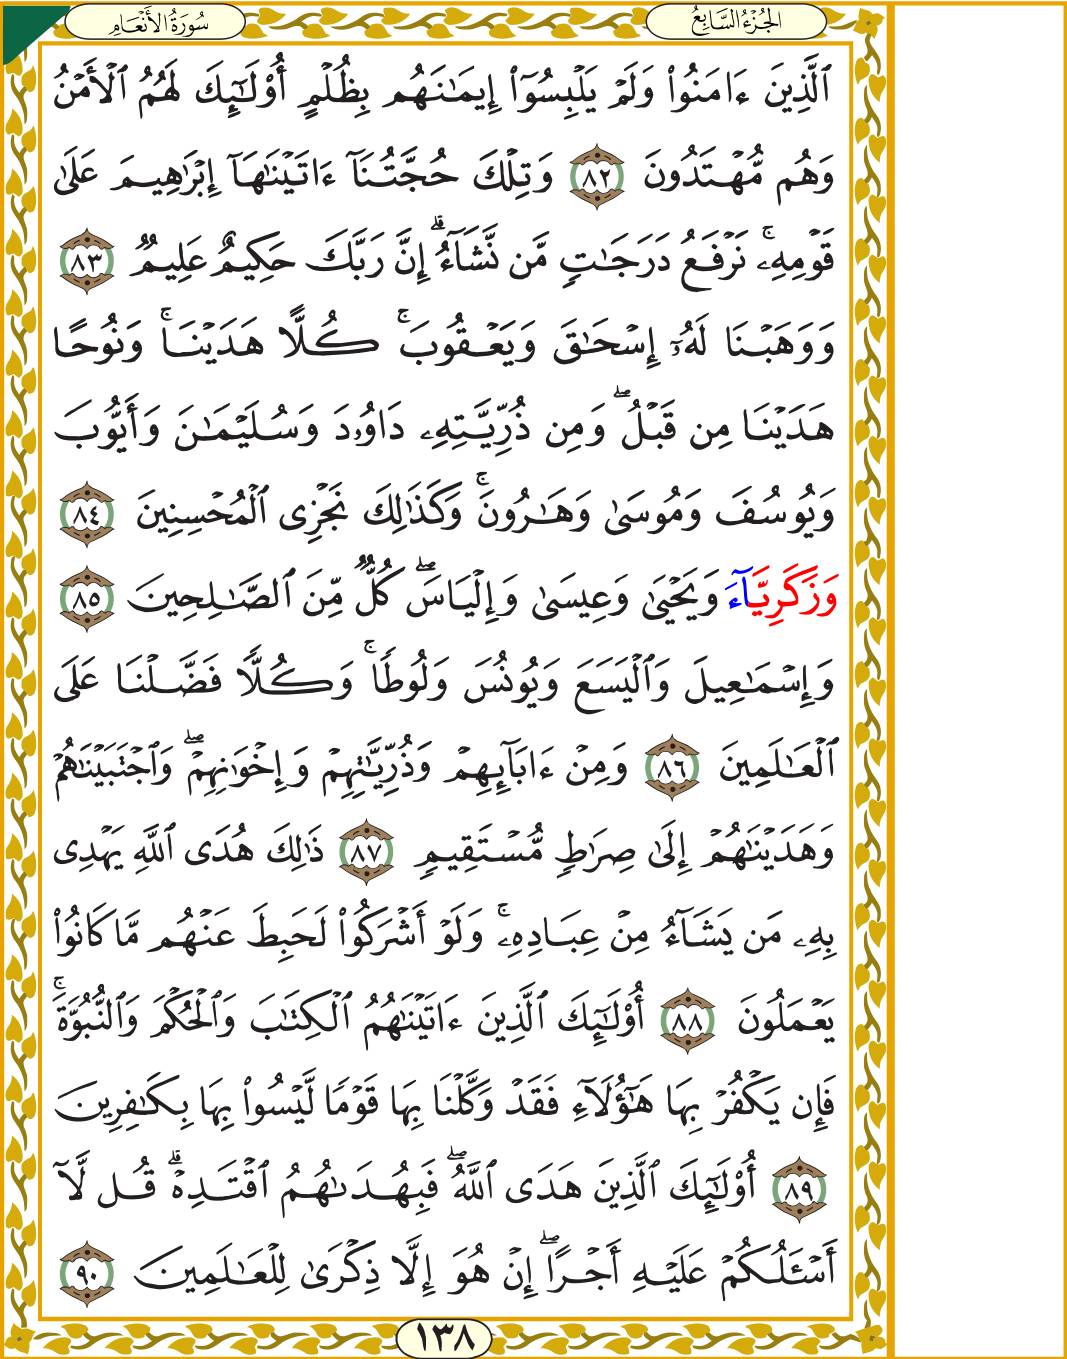 الجُزْءُ السَّابِعُ
سُورَةُ الأَنْعَامِ
ٱلَّذِينَ ءَامَنُوا۟ وَلَمْ يَلْبِسُوٓا۟ إِيمَـٰنَهُم بِظُلْمٍ أُو۟لَـٰٓئِكَ لَهُمُ ٱلْأَمْنُ
وَهُم مُّهْتَدُونَ ٨٢ وَتِلْكَ حُجَّتُنَآ ءَاتَيْنَـٰهَآ إِبْرَٰهِيمَ عَلَىٰ
قَوْمِهِۦ ۚ نَرْفَعُ دَرَجَـٰتٍ مَّن نَّشَآءُ ۗ إِنَّ رَبَّكَ حَكِيمٌ عَلِيمٌ ٨٣
وَوَهَبْنَا لَهُۥٓ إِسْحَـٰقَ وَيَعْقُوبَ ۚ كُلًّا هَدَيْنَا ۚ وَنُوحًا
هَدَيْنَا مِن قَبْلُ ۖ وَمِن ذُرِّيَّتِهِۦ دَاوُۥدَ وَسُلَيْمَـٰنَ وَأَيُّوبَ
وَيُوسُفَ وَمُوسَىٰ وَهَـٰرُونَ ۚ وَكَذَٰلِكَ نَجْزِى ٱلْمُحْسِنِينَ ٨٤
وَزَكَرِيَّآءَ وَيَحْيَىٰ وَعِيسَىٰ وَإِلْيَاسَ ۖ كُلٌّ مِّنَ ٱلصَّـٰلِحِينَ ٨٥
وَإِسْمَـٰعِيلَ وَٱلْيَسَعَ وَيُونُسَ وَلُوطًا ۚ وَكُلًّا فَضَّلْنَا عَلَى
ٱلْعَـٰلَمِينَ ٨٦ وَمِنْ ءَابَآئِهِمْ وَذُرِّيَّـٰتِهِمْ وَإِخْوَٰنِهِمْ ۖ وَٱجْتَبَيْنَـٰهُمْ
وَهَدَيْنَـٰهُمْ إِلَىٰ صِرَٰطٍ مُّسْتَقِيمٍ ٨٧ ذَٰلِكَ هُدَى ٱللَّهِ يَهْدِى
بِهِۦ مَن يَشَآءُ مِنْ عِبَادِهِۦ ۚ وَلَوْ أَشْرَكُوا۟ لَحَبِطَ عَنْهُم مَّا كَانُوا۟
يَعْمَلُونَ ٨٨ أُو۟لَـٰٓئِكَ ٱلَّذِينَ ءَاتَيْنَـٰهُمُ ٱلْكِتَـٰبَ وَٱلْحُكْمَ وَٱلنُّبُوَّةَ ۚ
فَإِن يَكْفُرْ بِهَا هَـٰٓؤُلَآءِ فَقَدْ وَكَّلْنَا بِهَا قَوْمًا لَّيْسُوا۟ بِهَا بِكَـٰفِرِينَ
٨٩ أُو۟لَـٰٓئِكَ ٱلَّذِينَ هَدَى ٱللَّهُ ۖ فَبِهُدَىٰهُمُ ٱقْتَدِهْ ۗ قُل لَّآ
أَسْـَٔلُكُمْ عَلَيْهِ أَجْرًا ۖ إِنْ هُوَ إِلَّا ذِكْرَىٰ لِلْعَـٰلَمِينَ ٩٠
١٣٨